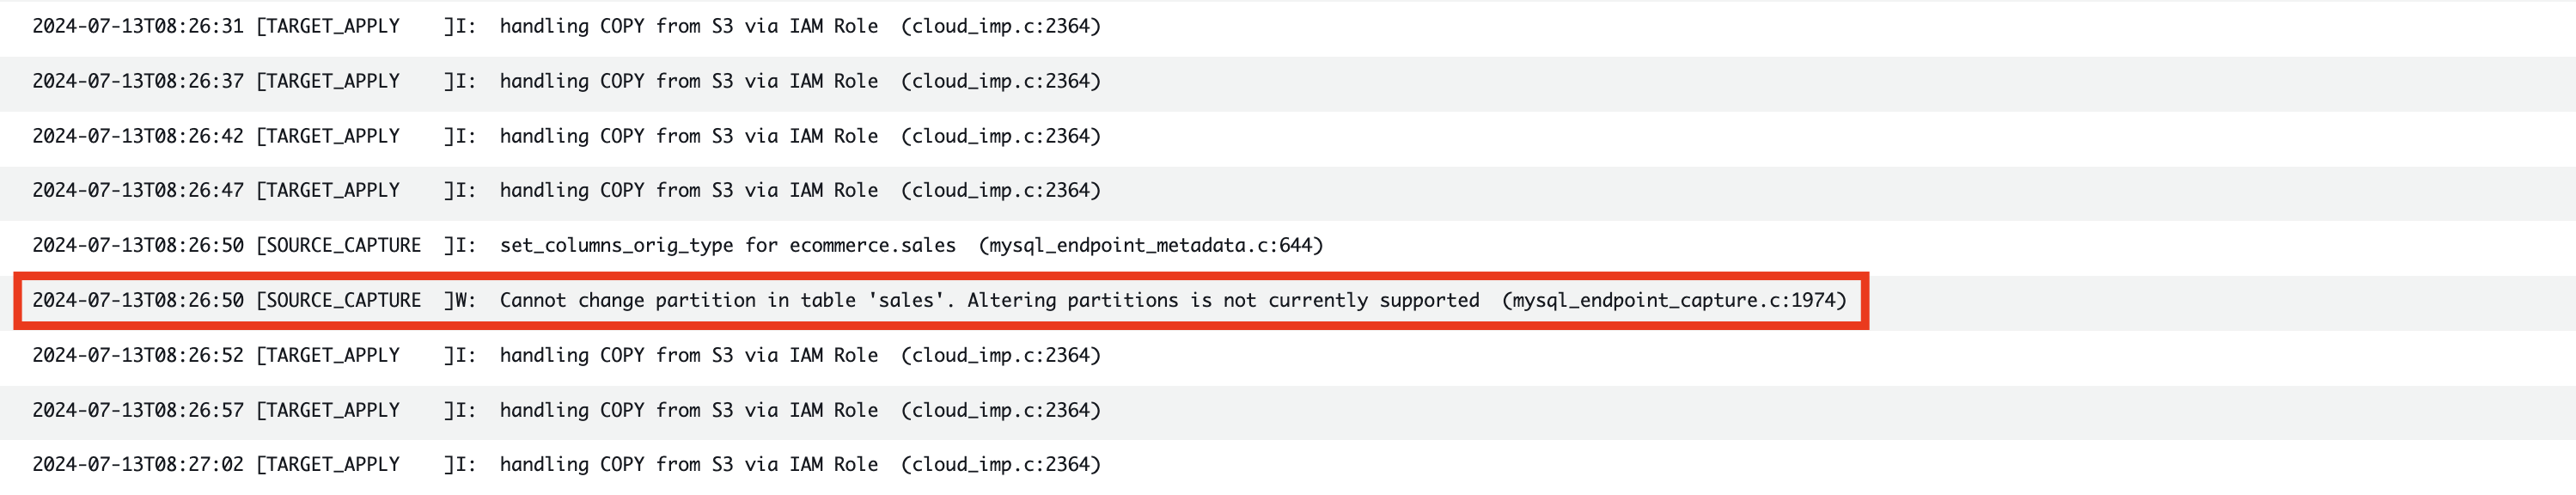 2024-07-13T08:26:31 [TARGET_APPLY    ]I:  handling COPY from S3 via IAM Role  (cloud_imp.c:2364)
2024-07-13T08:26:37 [TARGET_APPLY    ]I:  handling COPY from S3 via IAM Role  (cloud_imp.c:2364)
2024-07-13T08:26:42 [TARGET_APPLY    ]I:  handling COPY from S3 via IAM Role  (cloud_imp.c:2364)
2024-07-13T08:26:47 [TARGET_APPLY    ]I:  handling COPY from S3 via IAM Role  (cloud_imp.c:2364)
2024-07-13T08:26:50 [SOURCE_CAPTURE  ]I:  set_columns_orig_type for ecommerce.sales  (mysql_endpoint_metadata.c:644)
2024-07-13T08:26:50 [SOURCE_CAPTURE  ]W:  Cannot change partition in table 'sales'. Altering partitions is not currently supported  (mysql_endpoint_capture.c:1974)
2024-07-13T08:26:52 [TARGET_APPLY    ]I:  handling COPY from S3 via IAM Role  (cloud_imp.c:2364)
2024-07-13T08:26:57 [TARGET_APPLY    ]I:  handling COPY from S3 via IAM Role  (cloud_imp.c:2364)
2024-07-13T08:27:02 [TARGET_APPLY    ]I:  handling COPY from S3 via IAM Role  (cloud_imp.c:2364)